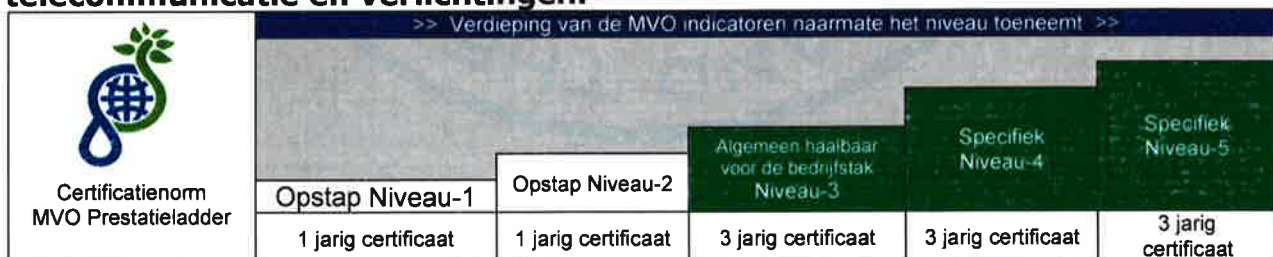 telecommunicatie en verlichtingen.
>> Verdieping van de MVO indicatoren naarmate het niveau toeneemt >>
Certificatienorm
MVO Prestatieladder
Opstap Niveau-1
Opstap Niveau-2
Algemeen haalbaar
voor de bedrijfstak
Niveau-3
Specifiek
Niveau-4
Specifiek
Niveau-5
1 jarig certificaat
1 jarig certificaat
3 jarig certificaat
3 jarig certificaat
3 jarig
certificaat